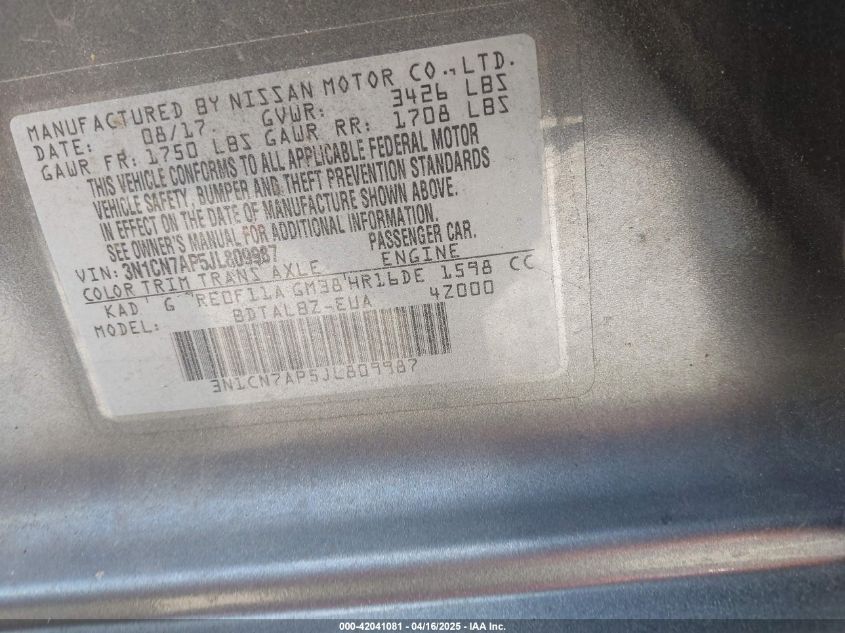 MANUFACTURED BY NISSAN MOTOR CO., LTD.
DATE: 08/17 GVWR: 3426 LBS
GAWR FR: 1750 LBS GAWR RR: 1708 LBS
THIS VEHICLE CONFORMS TO ALL APPLICABLE FEDERAL MOTOR
VEHICLE SAFETY, BUMPER AND THEFT PREVENTION STANDARDS
IN EFFECT ON THE DATE OF MANUFACTURE SHOWN ABOVE.
SEE OWNER'S MANUAL FOR ADDITIONAL INFORMATION.
VIN: 3N1CN7AP5JL809987 PASSENGER CAR.
COLOR TRIM TRANS AXLE ENGINE
KAD G RE0F11A GM38 HR16DE 1598 CC
MODEL: BDTALBZ-EUA 4Z000
3N1CN7AP5JL809987
000-42041081 - 04/16/2025 - IAA Inc.